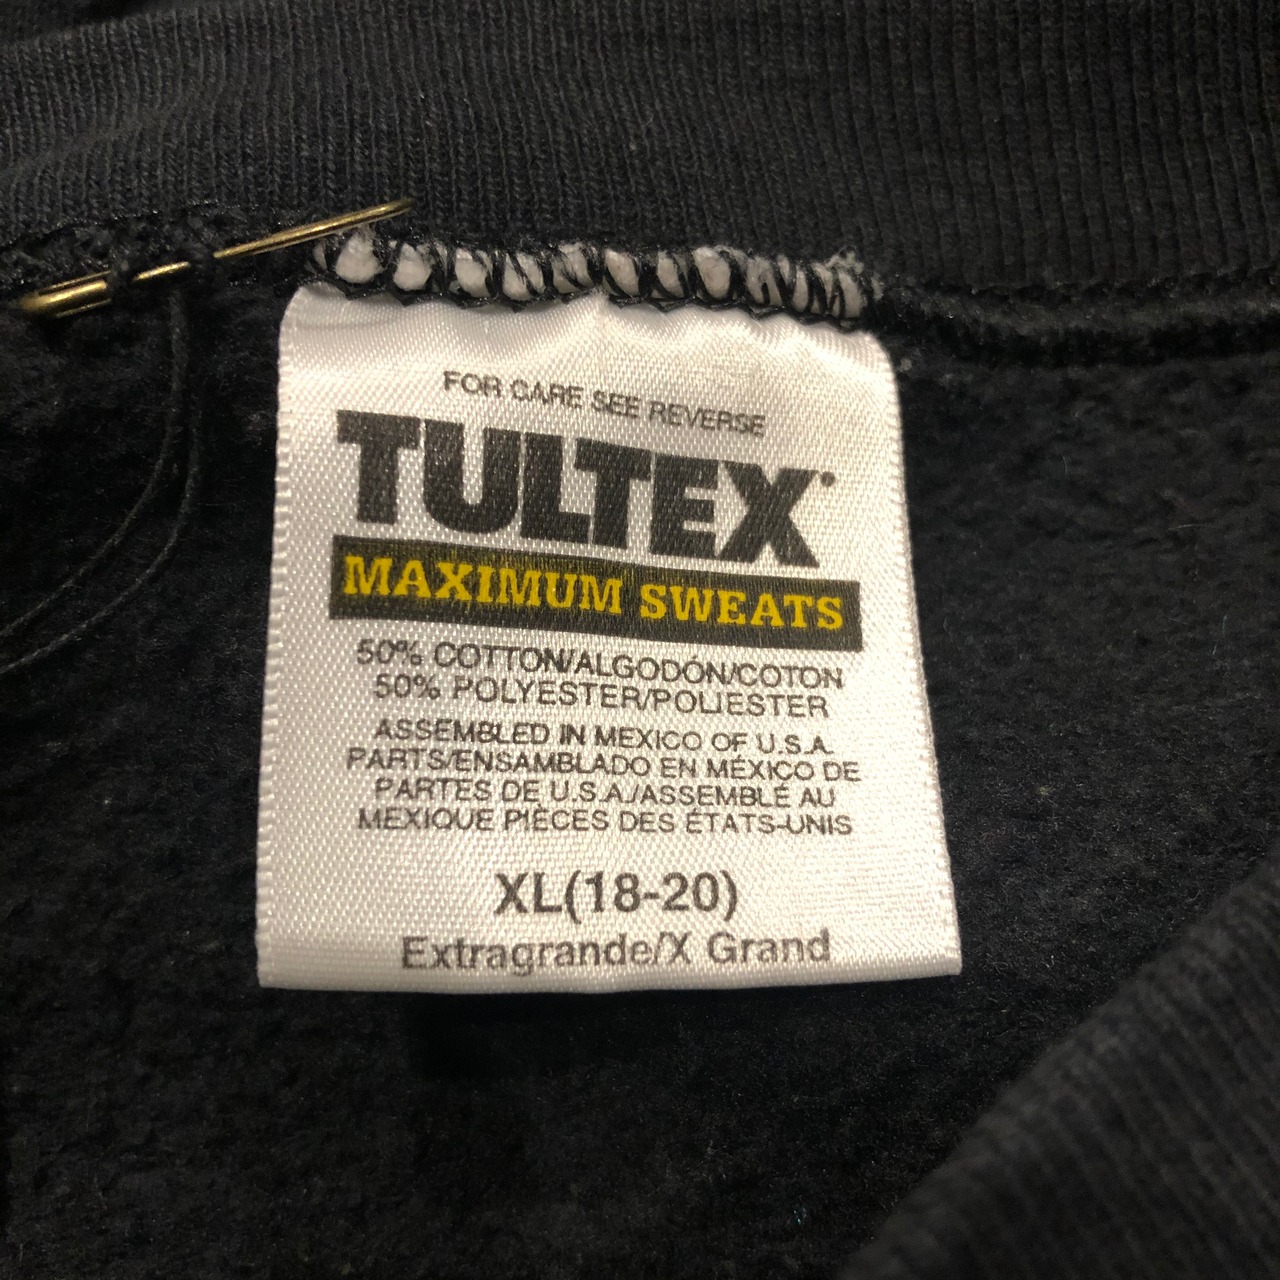 FOR CARE SEE REVERSE
TULTEX
MAXIMUM SWEATS
50% COTTON/ALGODÓN/COTON
50% POLYESTER/POLIESTER
ASSEMBLED IN MEXICO OF U.S.A.
PARTS/ENSAMBLADO EN MÉXICO DE
PARTES DE U.S.A./ASSEMBLÉ AU
MEXIQUE PIÈCES DES ÉTATS-UNIS
XL(18-20)
Extragrande/X Grand